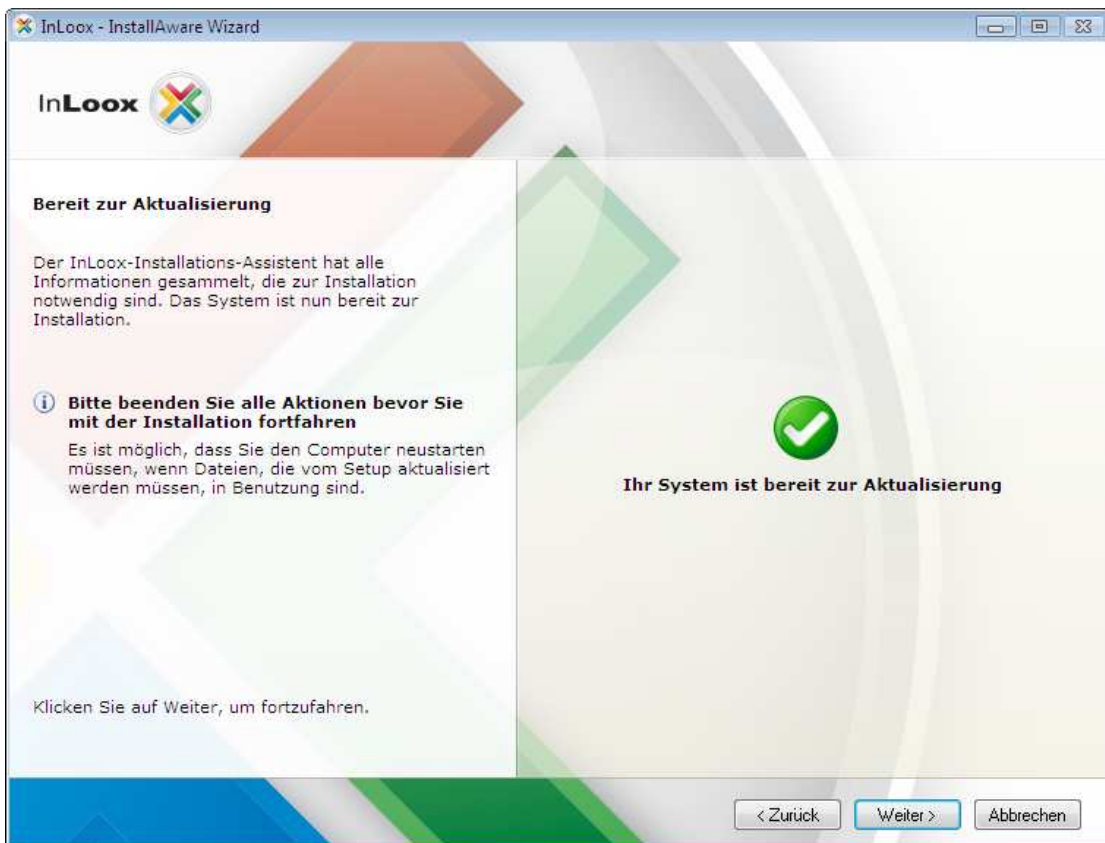 InLoox - InstallAware Wizard
InLoox
Bereit zur Aktualisierung
Der InLoox-Installations-Assistent hat alle
Informationen gesammelt, die zur Installation
notwendig sind. Das System ist nun bereit zur
Installation.
Bitte beenden Sie alle Aktionen bevor Sie
mit der Installation fortfahren
Es ist möglich, dass Sie den Computer neustarten
müssen, wenn Dateien, die vom Setup aktualisiert
werden müssen, in Benutzung sind.
Ihr System ist bereit zur Aktualisierung
Klicken Sie auf Weiter, um fortzufahren.
< Zurück
Weiter >
Abbrechen